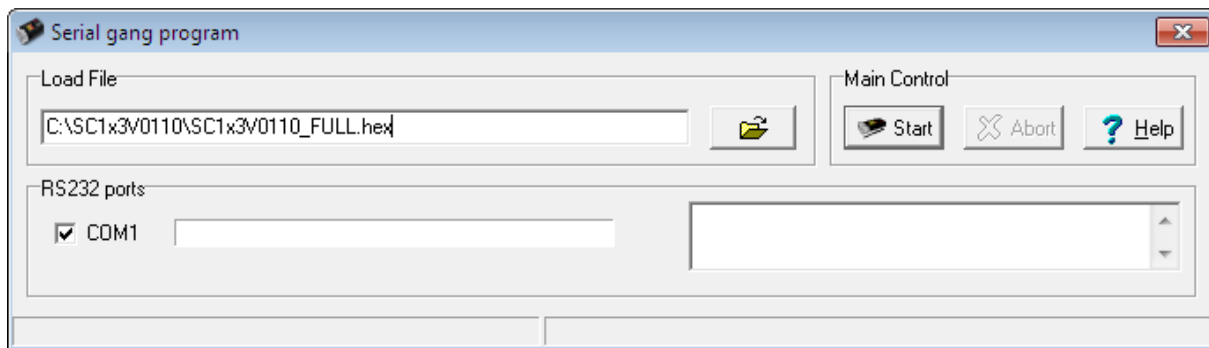 Serial gang program
Load File
C:\SC1x3V0110\SC1x3V0110_FULL.hex
Main Control
Start
Abort
Help
RS232 ports
COM1